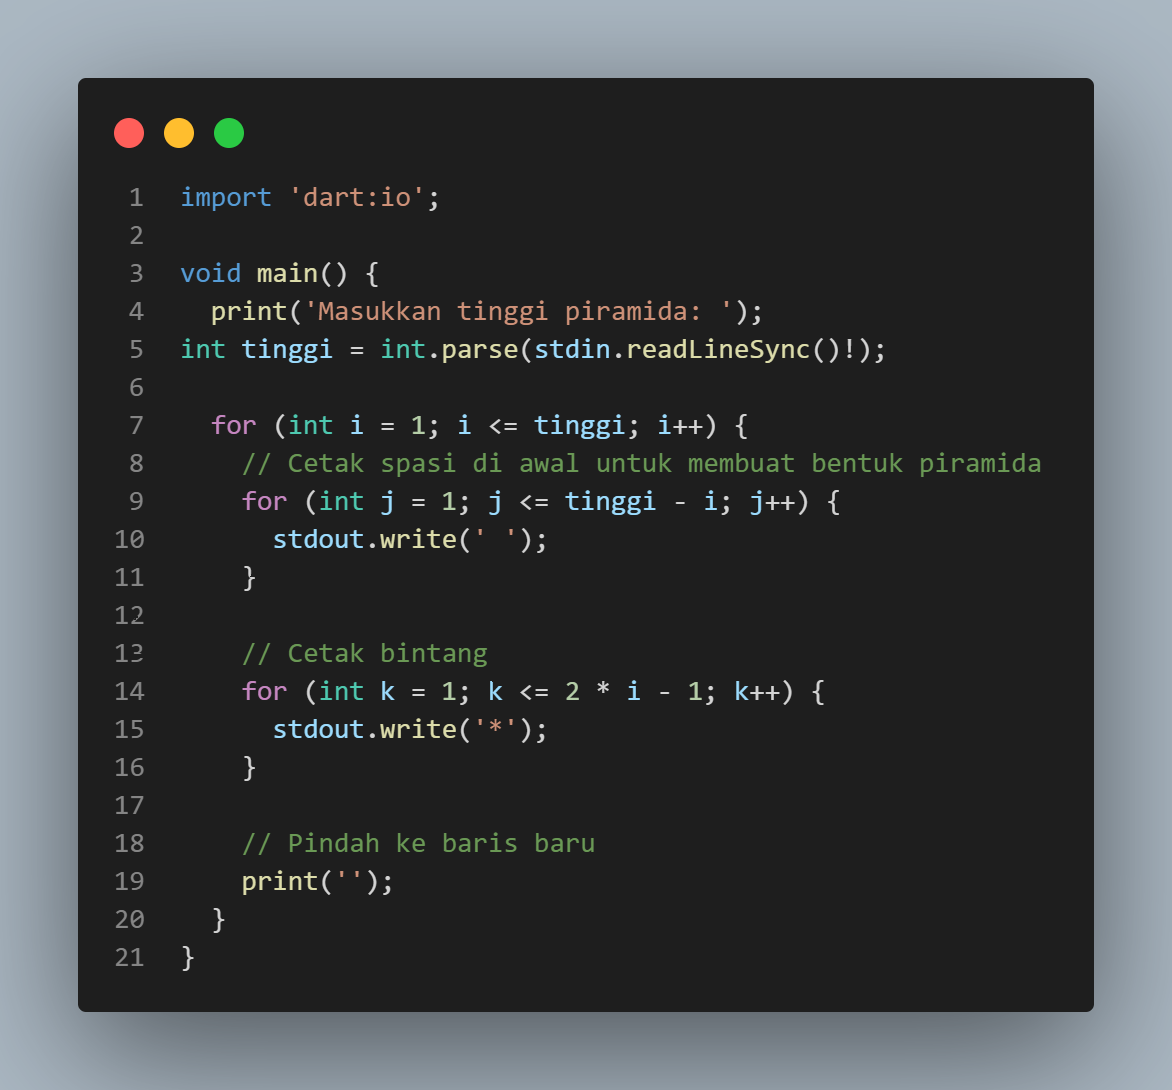 1 import 'dart:io';
2
3 void main() {
4   print('Masukkan tinggi piramida: ');
5 int tinggi = int.parse(stdin.readLineSync()!);
6
7   for (int i = 1; i <= tinggi; i++) {
8     // Cetak spasi di awal untuk membuat bentuk piramida
9     for (int j = 1; j <= tinggi - i; j++) {
10       stdout.write(' ');
11     }
12
13     // Cetak bintang
14     for (int k = 1; k <= 2 * i - 1; k++) {
15       stdout.write('*');
16     }
17
18     // Pindah ke baris baru
19     print('');
20   }
21 }